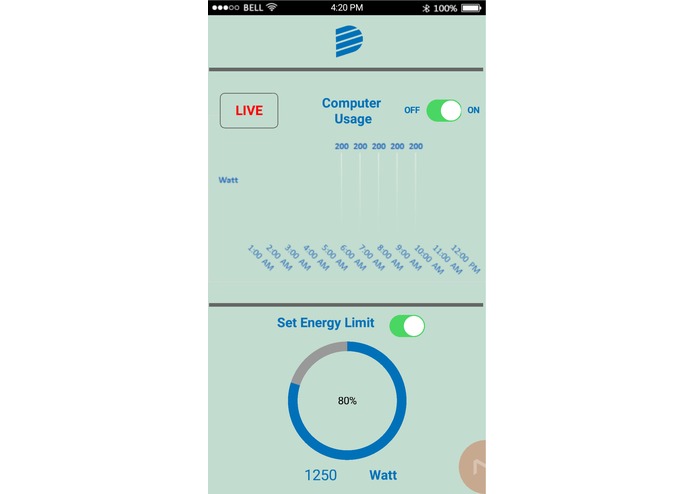 BELL 4:20 PM 100%
LIVE
Computer
Usage
OFF ON
200 200 200 200 200
Watt
1:00 AM
2:00 AM
3:00 AM
4:00 AM
5:00 AM
6:00 AM
7:00 AM
8:00 AM
9:00 AM
10:00 AM
11:00 AM
12:00 PM
Set Energy Limit
80%
1250 Watt